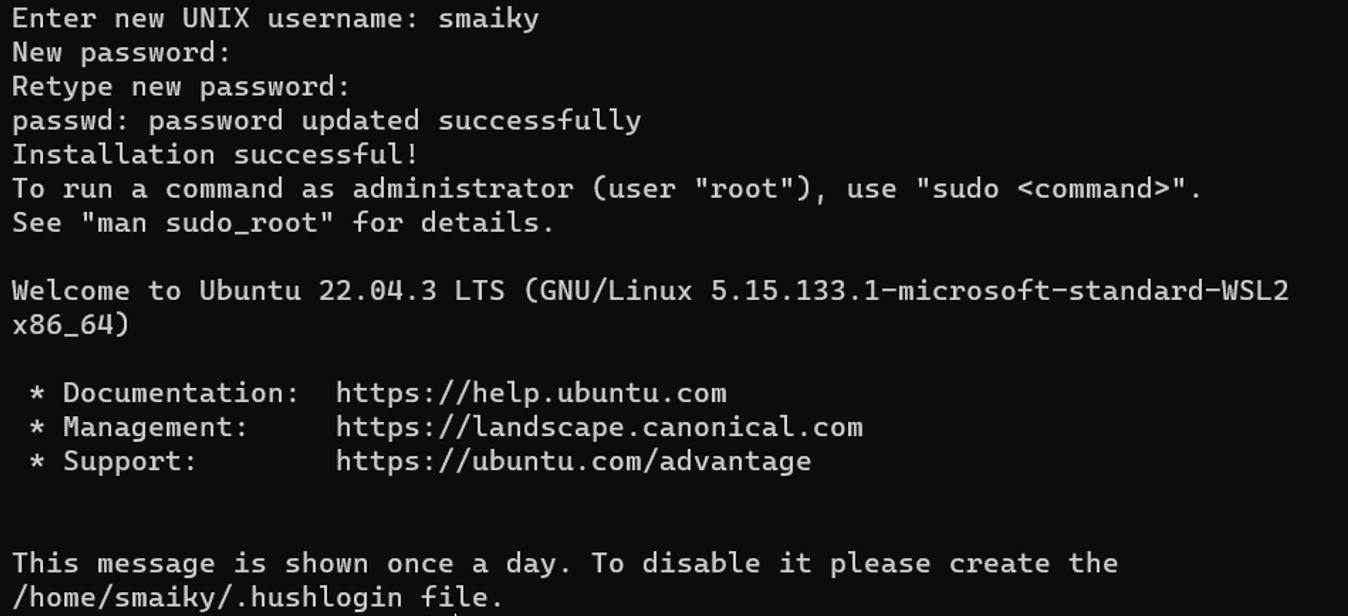 Enter new UNIX username: smaiky
New password:
Retype new password:
passwd: password updated successfully
Installation successful!
To run a command as administrator (user "root"), use "sudo <command>".
See "man sudo_root" for details.

Welcome to Ubuntu 22.04.3 LTS (GNU/Linux 5.15.133.1-microsoft-standard-WSL2
x86_64)

 * Documentation:  https://help.ubuntu.com
 * Management:     https://landscape.canonical.com
 * Support:        https://ubuntu.com/advantage


This message is shown once a day. To disable it please create the
/home/smaiky/.hushlogin file.